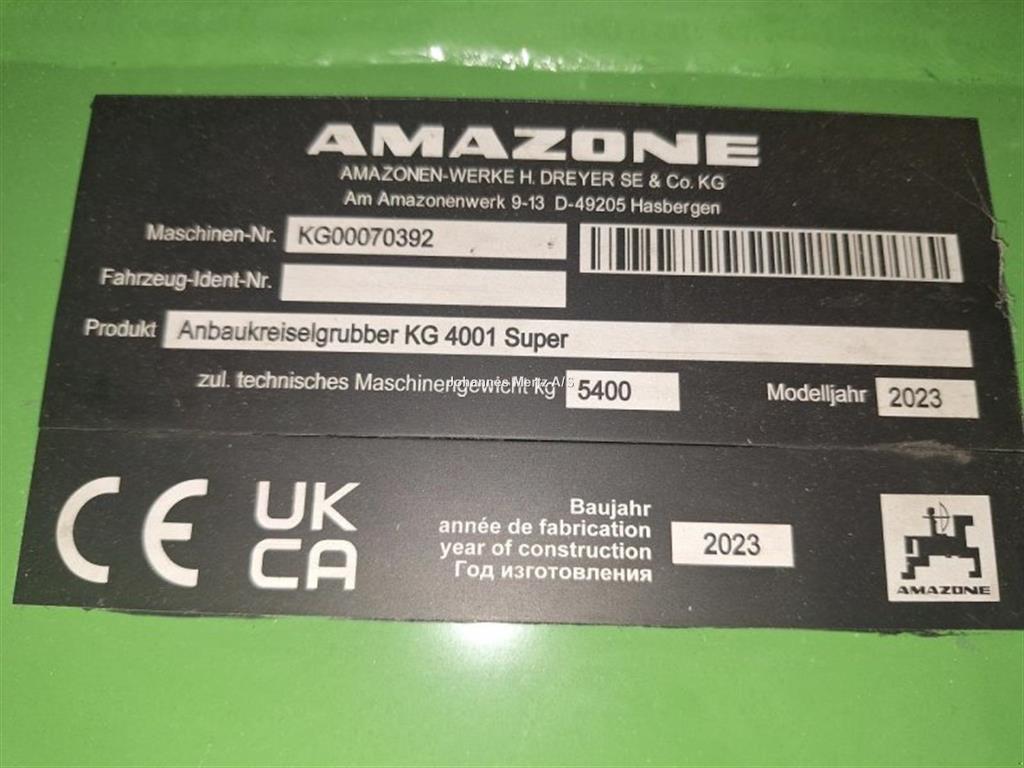 AMAZONE
AMAZONEN-WERKE H. DREYER SE & Co. KG
Am Amazonenwerk 9-13 D-49205 Hasbergen
Maschinen-Nr. KG00070392
Fahrzeug-Ident-Nr.
Produkt Anbaukreiselgrubber KG 4001 Super
zul. technisches Maschinengewicht kg 5400 Modelljahr 2023
Johannes Mertz A/S
CE UK
CA
Baujahr
année de fabrication
year of construction 2023
Год изготовления
AMAZONE